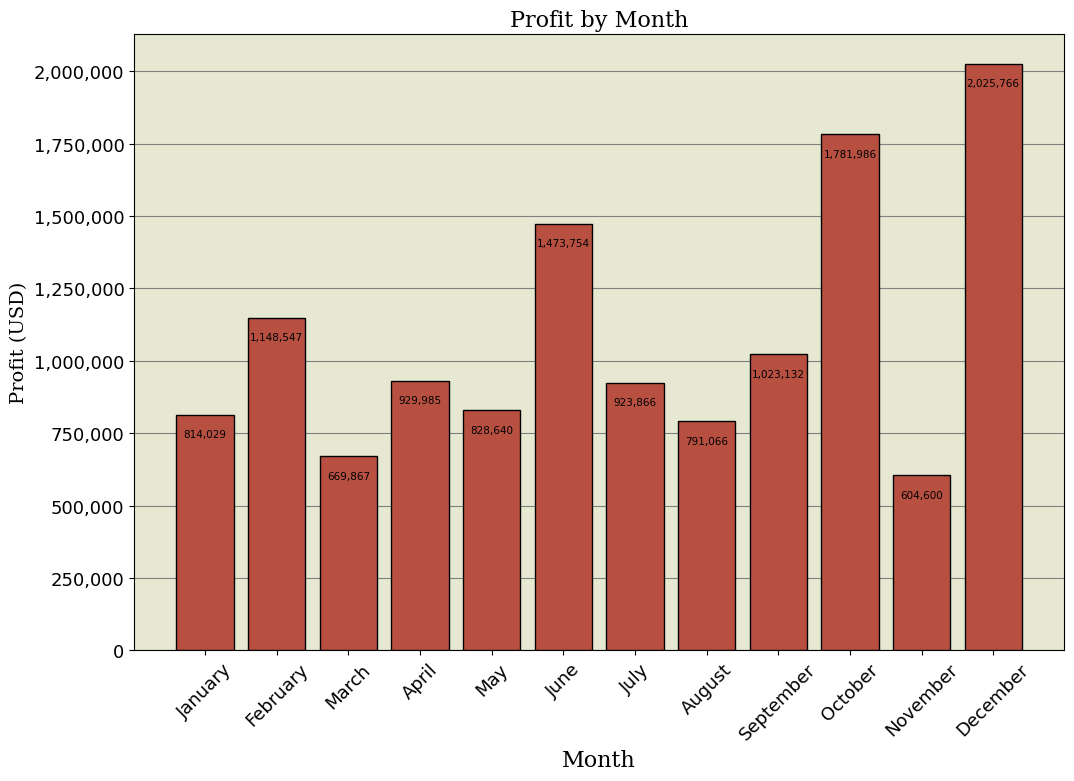 Profit by Month
Profit (USD)
2,000,000
1,750,000
1,500,000
1,250,000
1,000,000
750,000
500,000
250,000
0
814,029
1,148,547
669,867
929,985
828,640
1,473,754
923,866
791,066
1,023,132
1,781,986
604,600
2,025,766
January
February
March
April
May
June
July
August
September
October
November
December
Month